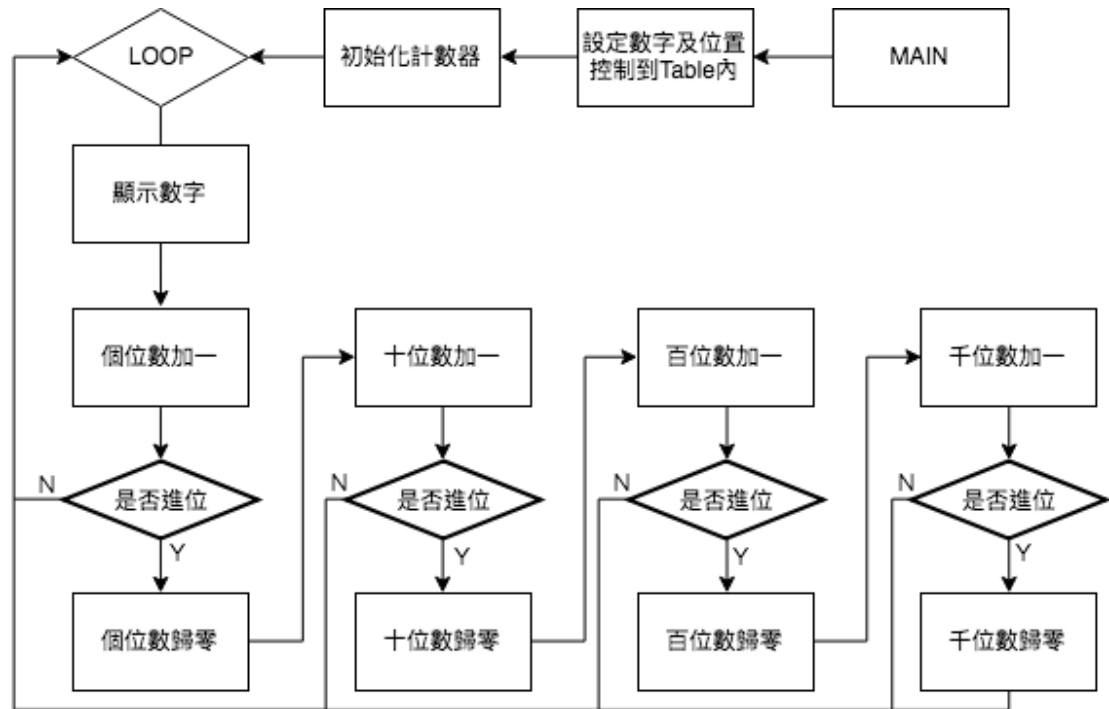 LOOP
初始化計數器
設定數字及位置
控制到Table內
MAIN
顯示數字
個位數加一
十位數加一
百位數加一
千位數加一
N
是否進位
N
是否進位
N
是否進位
N
是否進位
Y
Y
Y
Y
個位數歸零
十位數歸零
百位數歸零
千位數歸零